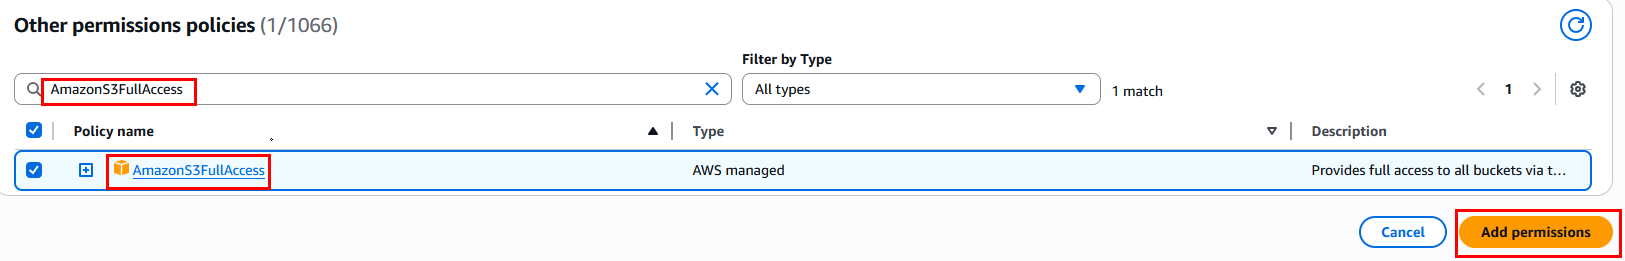 Other permissions policies (1/1066)
Filter by Type
AmazonS3FullAccess
All types
1 match
1
Policy name
Type
Description
AmazonS3FullAccess
AWS managed
Provides full access to all buckets via t...
Cancel
Add permissions